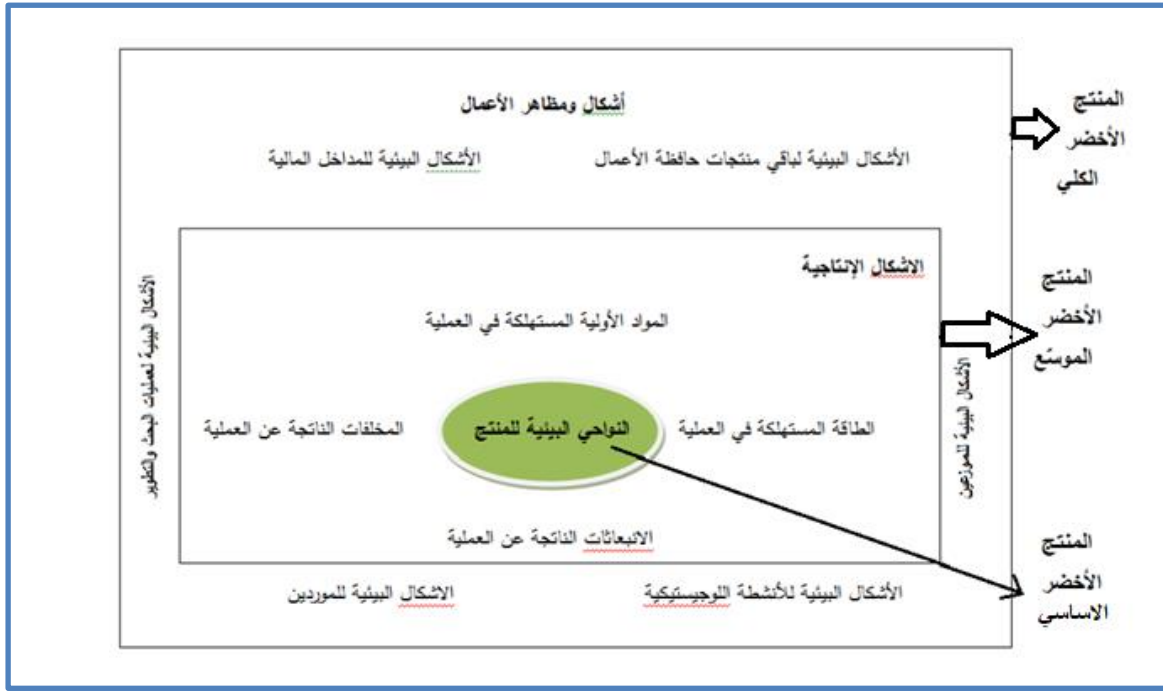 أشكال ومظاهر الأعمال
الأشكال البيئية لباقي منتجات حافظة الأعمال
الأشكال البيئية للمداخل المالية
المنتج
الأخضر
الكلي
الاشكال الإنتاجية
المواد الأولية المستهلكة في العملية
الطاقة المستهلكة في العملية
النواحي البيئية للمنتج
المخلفات الناتجة عن العملية
الانبعاثات الناتجة عن العملية
المنتج
الأخضر
الموسّع
الأشكال البيئية للموزعين
الأشكال البيئية لعمليات البحث والتطوير
الأشكال البيئية للأنشطة اللوجيستيكية
الاشكال البيئية للموردين
المنتج
الأخضر
الاساسي